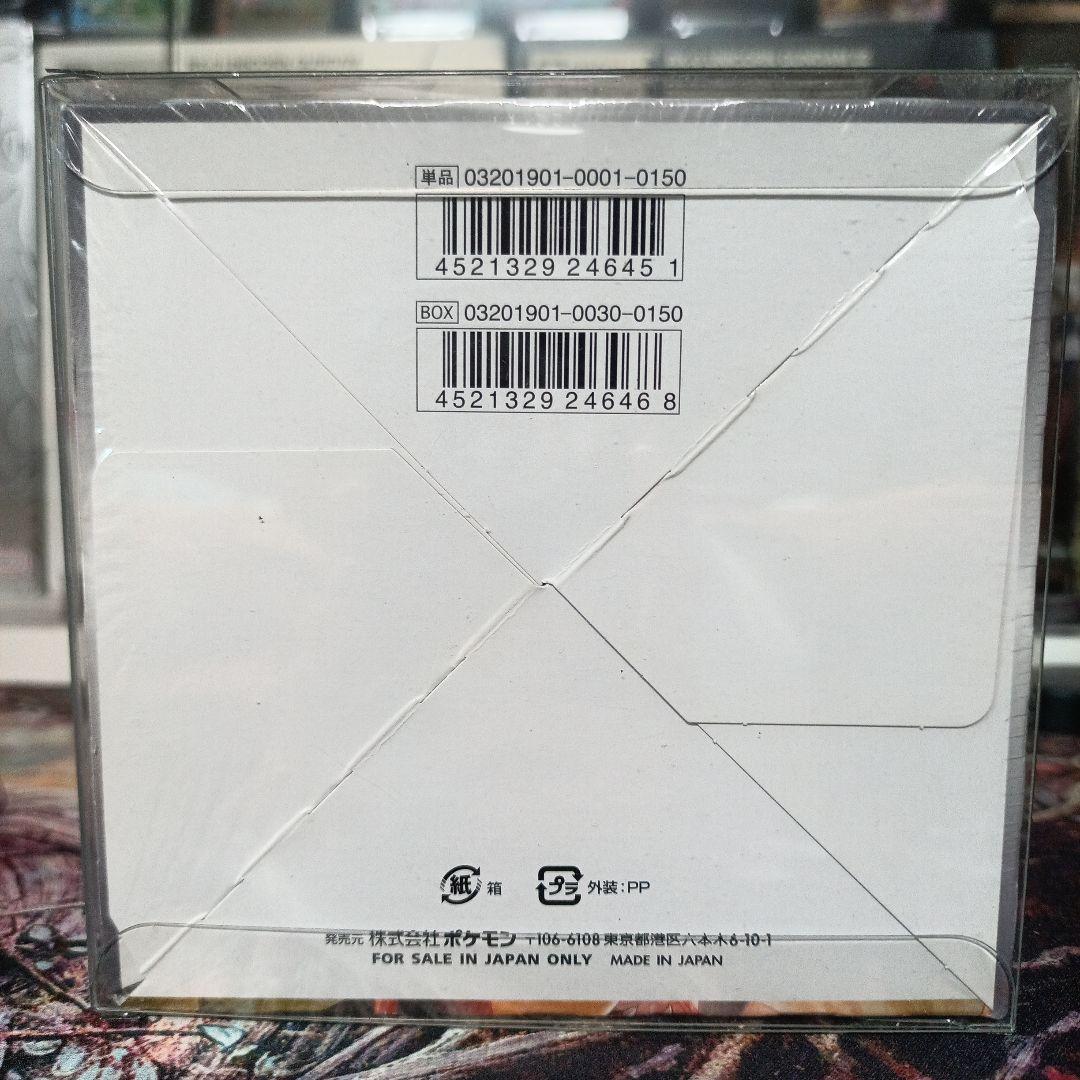 単品 03201901-0001-0150
4521329 24645 1
BOX 03201901-0030-0150
4521329 24646 8
紙 箱 プラ 外装:PP
発売元 株式会社ポケモン 〒106-6108 東京都港区六本木6-10-1
FOR SALE IN JAPAN ONLY MADE IN JAPAN